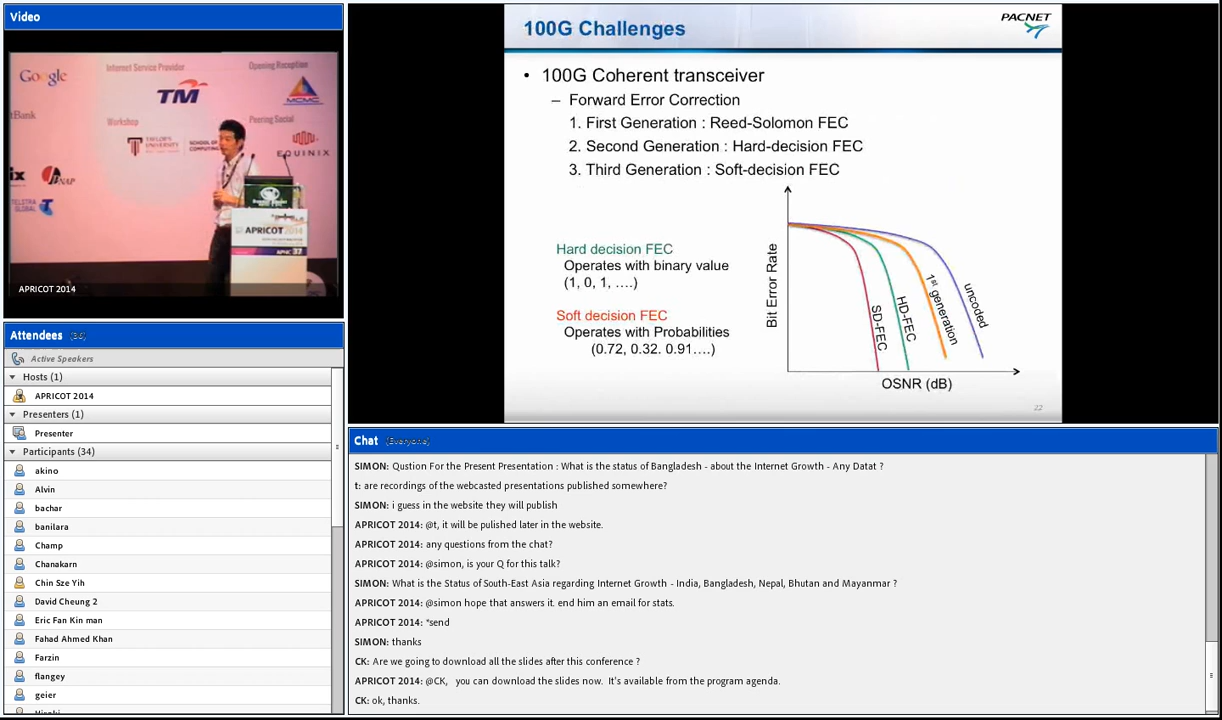 Video
Google
Internet Service Provider
Opening Reception
TM
MCMC
tBank
Workshop
Peering Social
TAYLOR'S
UNIVERSITY
SCHOOL OF
COMPUTING
EQUINIX
ix
NAP
TELSTRA
GLOBAL
APRICOT 2014
37
APRICOT 2014
Attendees (36)
Active Speakers
Hosts (1)
APRICOT 2014
Presenters (1)
Presenter
Participants (34)
akino
Alvin
bachar
banilara
Champ
Chanakarn
Chin Sze Yih
David Cheung 2
Eric Fan Kin man
Fahad Ahmed Khan
Farzin
flangey
geier
100G Challenges
PACNET
• 100G Coherent transceiver
– Forward Error Correction
1. First Generation : Reed-Solomon FEC
2. Second Generation : Hard-decision FEC
3. Third Generation : Soft-decision FEC
Hard decision FEC
Operates with binary value
(1, 0, 1, ....)
Soft decision FEC
Operates with Probabilities
(0.72, 0.32. 0.91....)
Bit Error Rate
SD-FEC
HD-FEC
1st generation
uncoded
OSNR (dB)
22
Chat (Everyone)
SIMON: Qustion For the Present Presentation : What is the status of Bangladesh - about the Internet Growth - Any Datat ?
t: are recordings of the webcasted presentations published somewhere?
SIMON: i guess in the website they will publish
APRICOT 2014: @t, it will be pulished later in the website.
APRICOT 2014: any questions from the chat?
APRICOT 2014: @simon, is your Q for this talk?
SIMON: What is the Status of South-East Asia regarding Internet Growth - India, Bangladesh, Nepal, Bhutan and Mayanmar ?
APRICOT 2014: @simon hope that answers it. end him an email for stats.
APRICOT 2014: *send
SIMON: thanks
CK: Are we going to download all the slides after this conference ?
APRICOT 2014: @CK, you can download the slides now. It's available from the program agenda.
CK: ok, thanks.